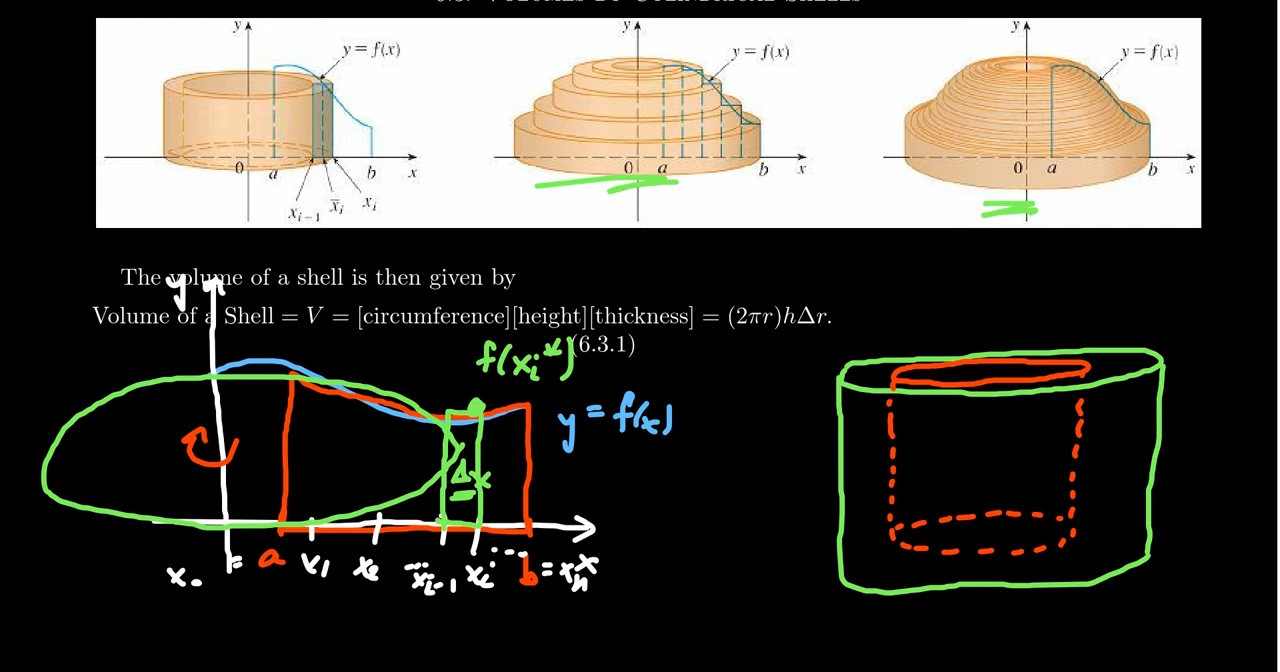 6.3. VOLUMES BY CYLINDRICAL SHELLS
y y = f(x) 0 a b x x_{i-1} x̄_i x_i
y y = f(x) 0 a b x
y y = f(x) 0 a b x
The volume of a shell is then given by
Volume of a Shell = V = [circumference][height][thickness] = (2πr)hΔr.
(6.3.1)
y
f(x_i*)
y = f(x)
Δx
x₀ = a x₁ x₂ ... x_{i-1} x_i ... b = x_n x